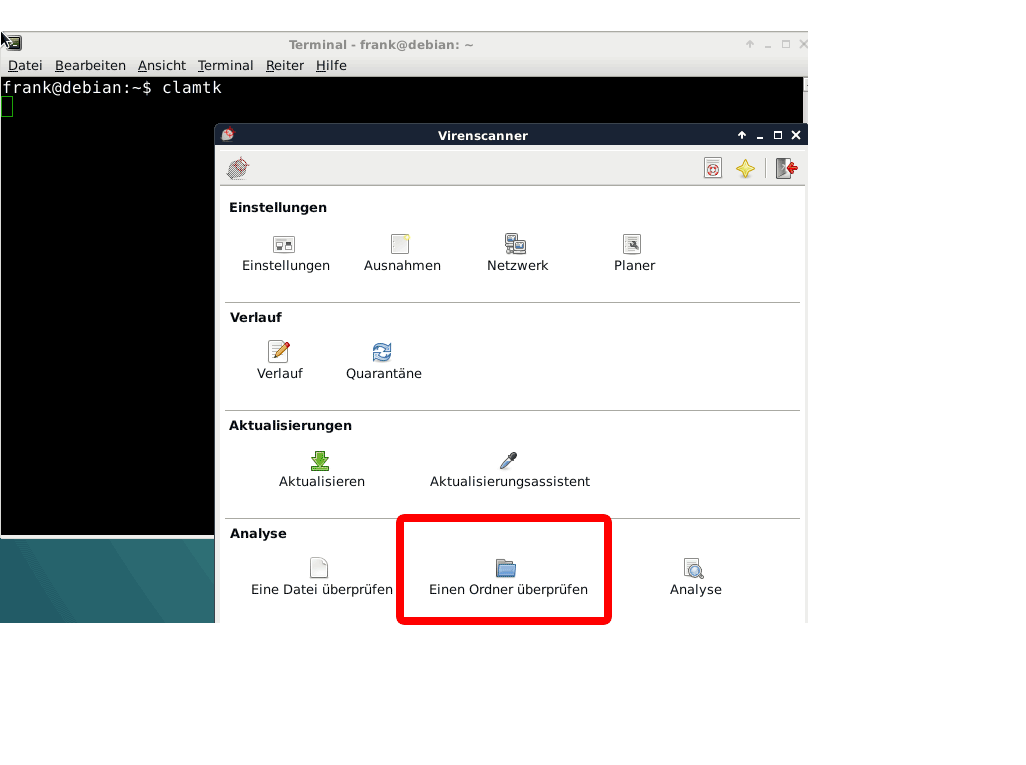 Terminal - frank@debian: ~
Datei Bearbeiten Ansicht Terminal Reiter Hilfe
frank@debian:~$ clamtk
Virenscanner
Einstellungen
Einstellungen Ausnahmen Netzwerk Planer
Verlauf
Verlauf Quarantäne
Aktualisierungen
Aktualisieren Aktualisierungsassistent
Analyse
Eine Datei überprüfen Einen Ordner überprüfen Analyse